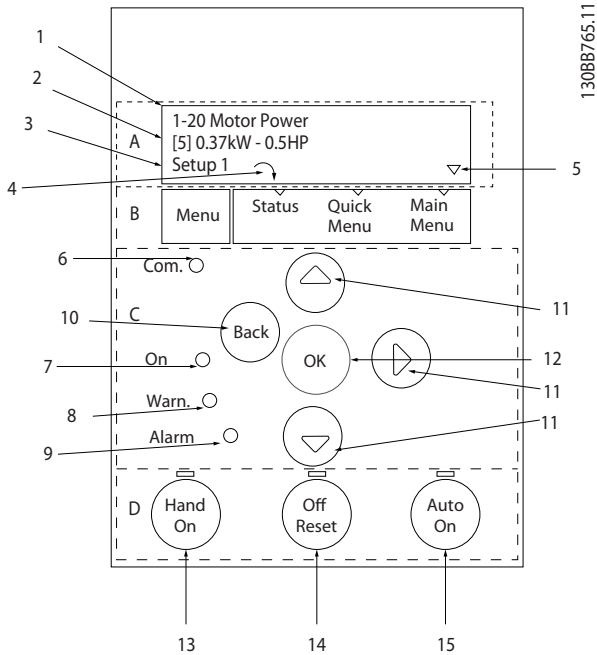 130BB765.11
1
2
3
4
5
A
1-20 Motor Power
[5] 0.37kW - 0.5HP
Setup 1
B
Menu
Status
Quick
Menu
Main
Menu
6
Com.
C
11
10
Back
OK
12
7
On
11
8
Warn.
11
9
Alarm
D
Hand
On
Off
Reset
Auto
On
13
14
15